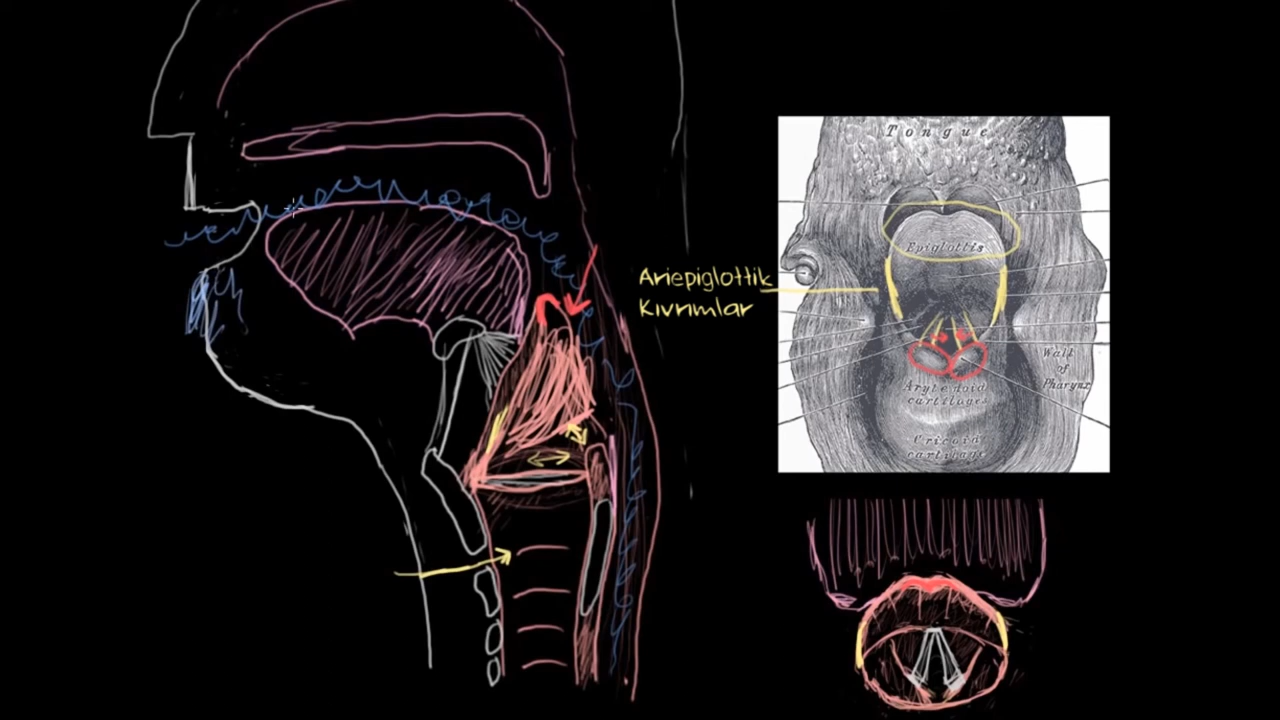 Tongue
Epiglottis
Ariepiglottik
Kıvrımlar
Wall
of
Pharynx
Arytenoid
cartilages
Cricoid
cartilage